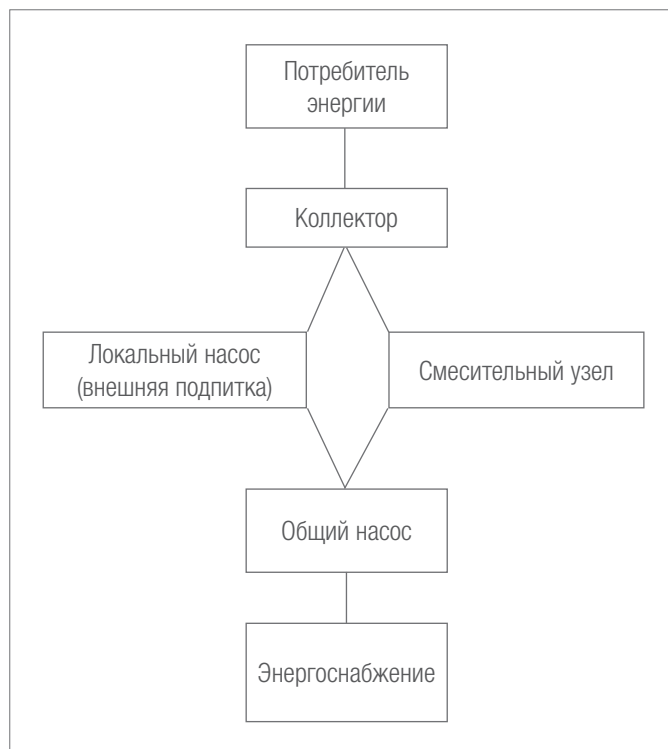 Потребитель
энергии
Коллектор
Локальный насос
(внешняя подпитка)
Смесительный узел
Общий насос
Энергоснабжение